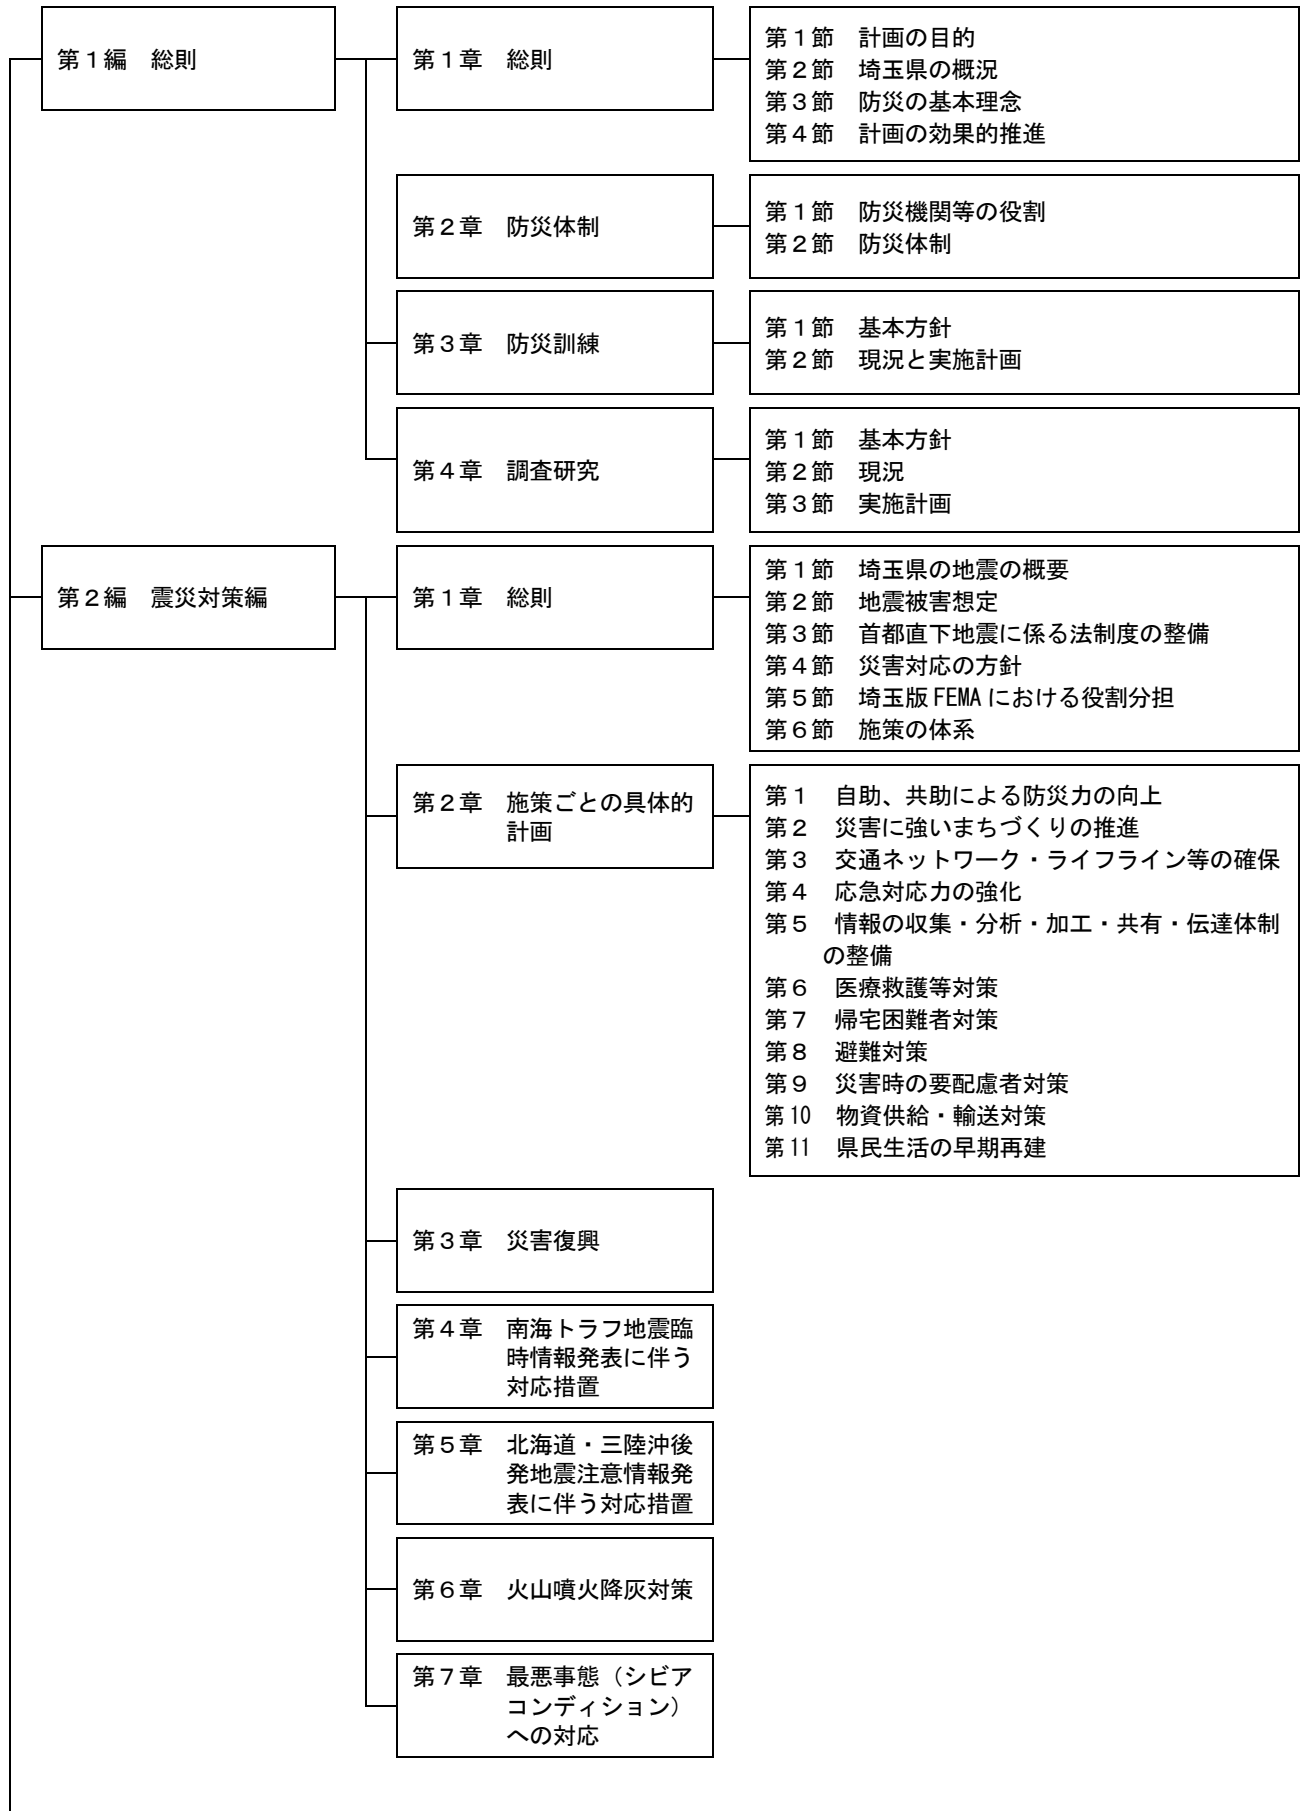 第１編　総則
第１章　総則
第１節　計画の目的
第２節　埼玉県の概況
第３節　防災の基本理念
第４節　計画の効果的推進
第２章　防災体制
第１節　防災機関等の役割
第２節　防災体制
第３章　防災訓練
第１節　基本方針
第２節　現況と実施計画
第４章　調査研究
第１節　基本方針
第２節　現況
第３節　実施計画
第２編　震災対策編
第１章　総則
第１節　埼玉県の地震の概要
第２節　地震被害想定
第３節　首都直下地震に係る法制度の整備
第４節　災害対応の方針
第５節　埼玉版 FEMA における役割分担
第６節　施策の体系
第２章　施策ごとの具体的
計画
第１　自助、共助による防災力の向上
第２　災害に強いまちづくりの推進
第３　交通ネットワーク・ライフライン等の確保
第４　応急対応力の強化
第５　情報の収集・分析・加工・共有・伝達体制
の整備
第６　医療救護等対策
第７　帰宅困難者対策
第８　避難対策
第９　災害時の要配慮者対策
第 10　物資供給・輸送対策
第 11　県民生活の早期再建
第３章　災害復興
第４章　南海トラフ地震臨
時情報発表に伴う
対応措置
第５章　北海道・三陸沖後
発地震注意情報発
表に伴う対応措置
第６章　火山噴火降灰対策
第７章　最悪事態（シビア
コンディション）
への対応